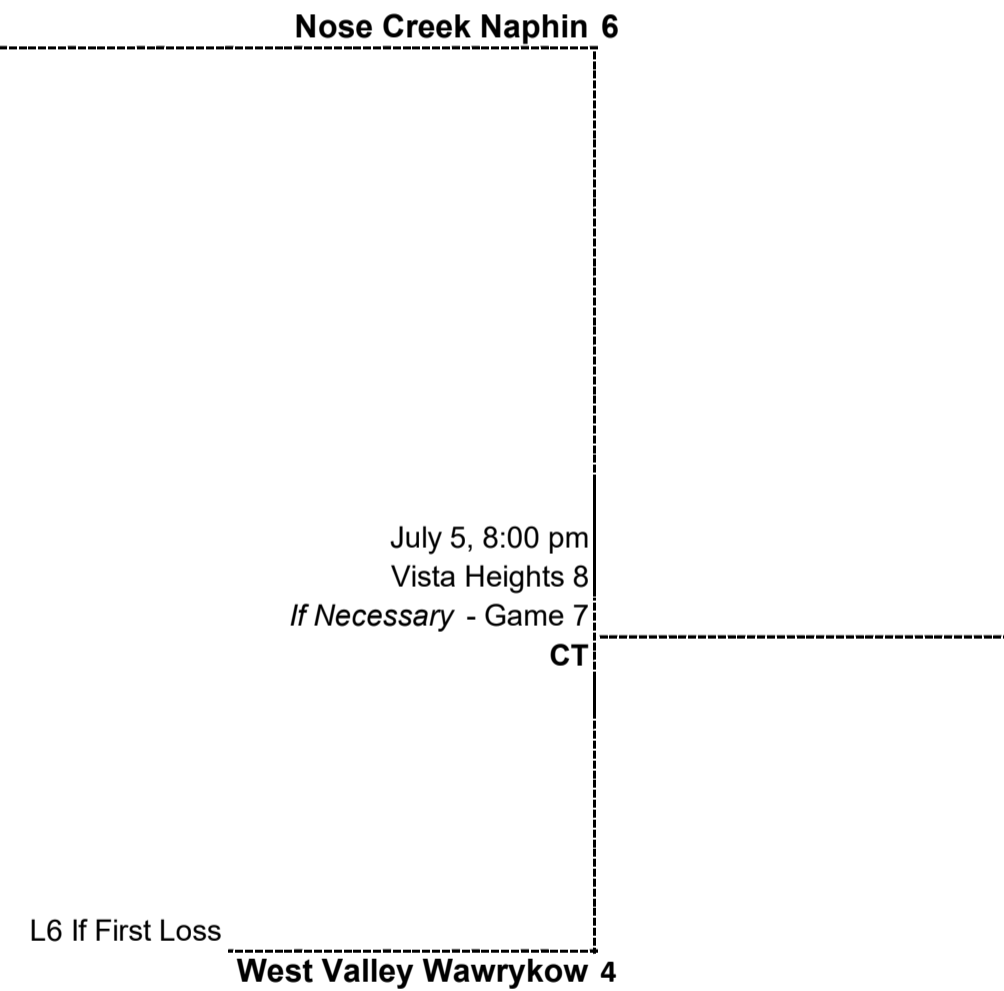 Nose Creek Naphin 6
July 5, 8:00 pm
Vista Heights 8
If Necessary - Game 7
CT
L6 If First Loss
West Valley Wawrykow 4